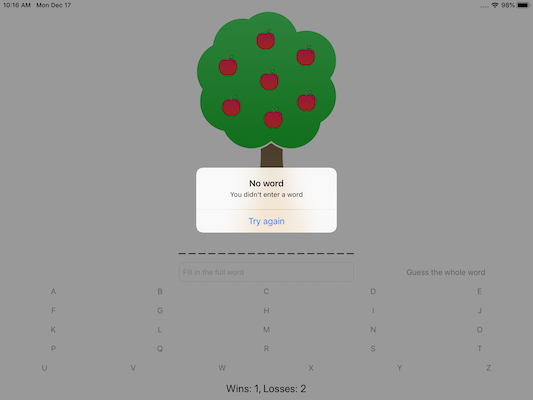 10:16 AM Mon Dec 17
98%
No word
You didn't enter a word
Try again
Fill in the full word
Guess the whole word
A B C D E
F G H I J
K L M N O
P Q R S T
U V W X Y Z
Wins: 1, Losses: 2